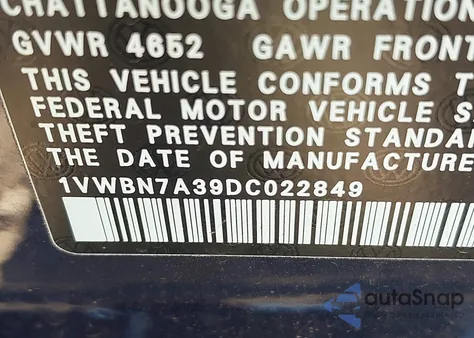 CHATTANOOGA OPERATION
GVWR 4652 GAWR FRONT
THIS VEHICLE CONFORMS T
FEDERAL MOTOR VEHICLE S
THEFT PREVENTION STANDA
THE DATE OF MANUFACTURE
1VWBN7A39DC022849
autoSnap